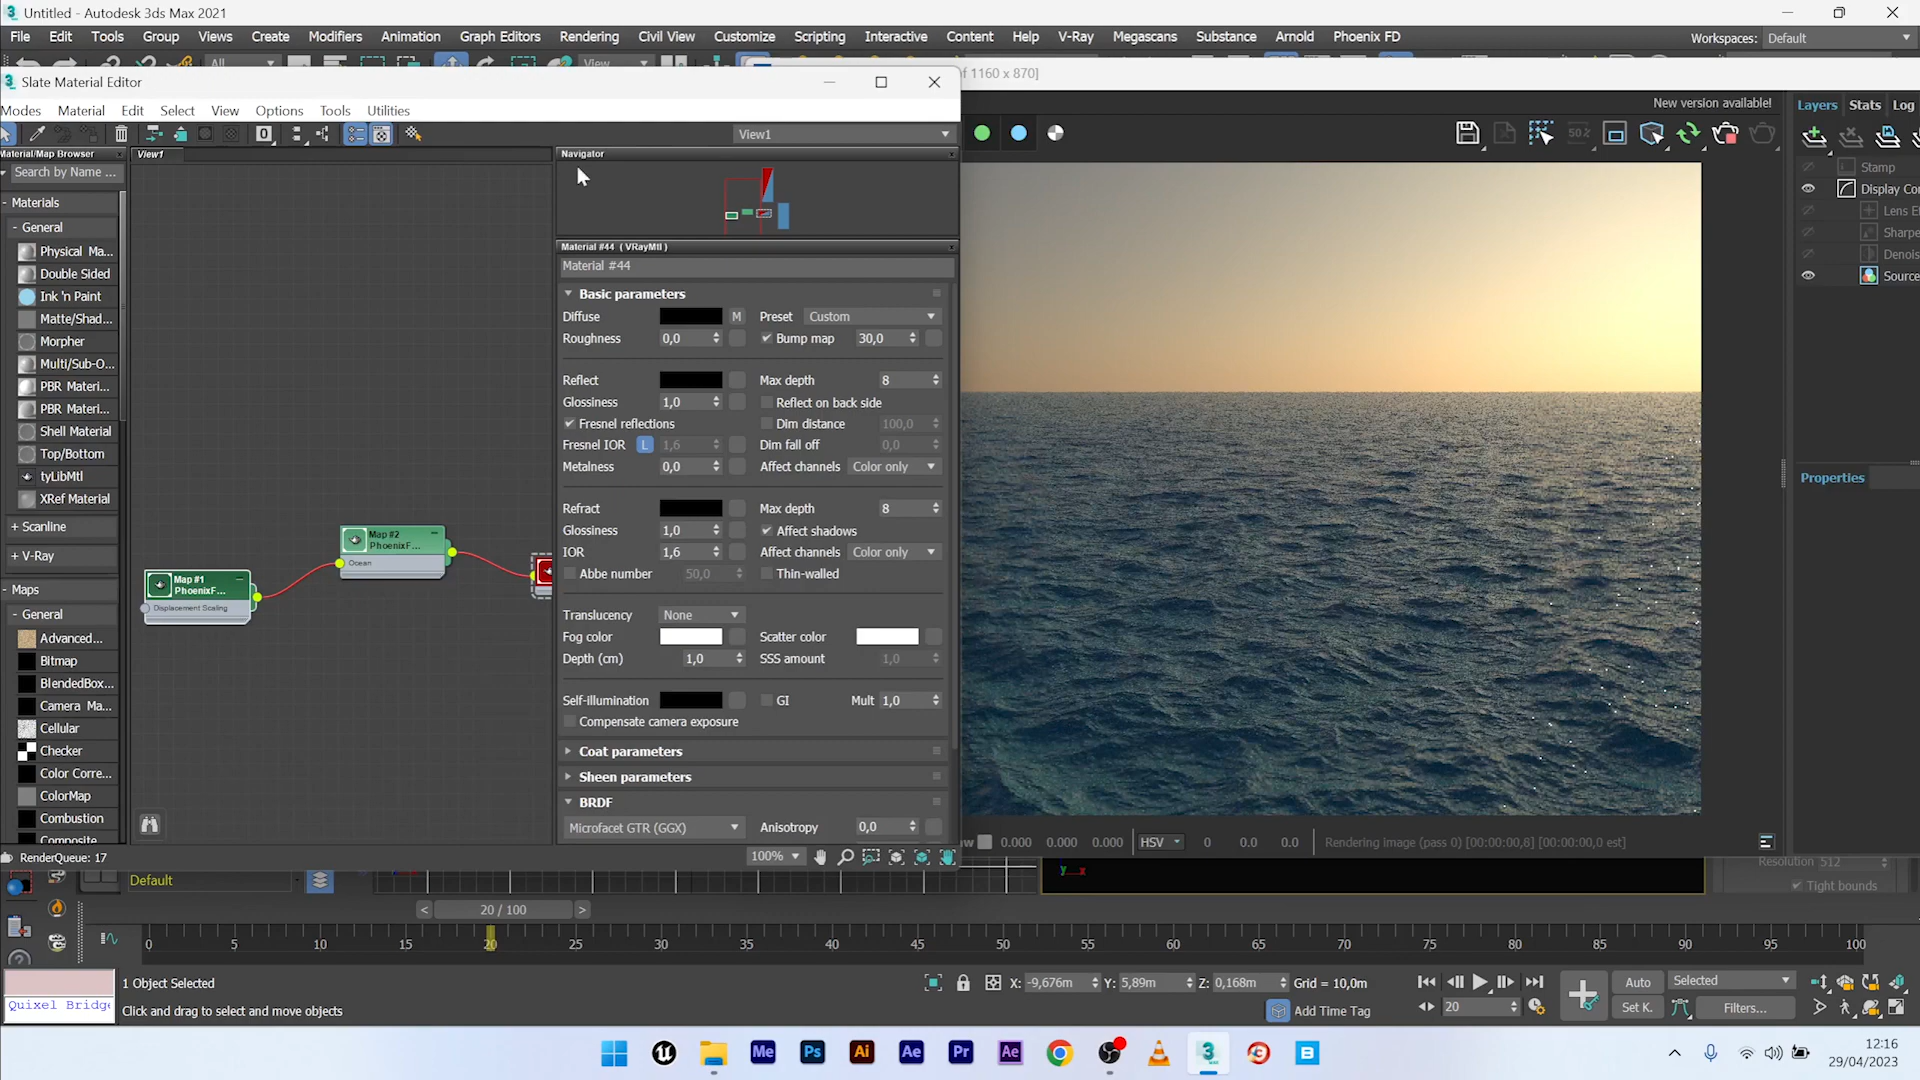 Untitled - Autodesk 3ds Max 2021
File Edit Tools Group Views Create Modifiers Animation Graph Editors Rendering Civil View Customize Scripting Interactive Content Help V-Ray Megascans Substance Arnold Phoenix FD Workspaces: Default
All View
Slate Material Editor
of 1160 x 870]
Modes Material Edit Select View Options Tools Utilities
New version available! Layers Stats Log
View1
50%
Material/Map Browser View1 Navigator
Search by Name ...
Stamp
Display Cor
Lens E
Sharpe
Denois
Source
Properties
Materials
General
Physical Ma...
Double Sided
Ink 'n Paint
Matte/Shad...
Morpher
Multi/Sub-O...
PBR Materi...
PBR Materi...
Shell Material
Top/Bottom
tyLibMtl
XRef Material
+ Scanline
+ V-Ray
- Maps
- General
Advanced...
Bitmap
BlendedBox...
Camera Ma...
Cellular
Checker
Color Corre...
ColorMap
Combustion
Composite
Map #1
PhoenixF...
Displacement Scaling
Map #2
PhoenixF...
Ocean
Material #44 ( VRayMtl )
Material #44
Basic parameters
Diffuse M Preset Custom
Roughness 0,0 Bump map 30,0
Reflect Max depth 8
Glossiness 1,0 Reflect on back side
Fresnel reflections Dim distance 100,0
Fresnel IOR L 1,6 Dim fall off 0,0
Metalness 0,0 Affect channels Color only
Refract Max depth 8
Glossiness 1,0 Affect shadows
IOR 1,6 Affect channels Color only
Abbe number 50,0 Thin-walled
Translucency None
Fog color Scatter color
Depth (cm) 1,0 SSS amount 1,0
Self-illumination GI Mult 1,0
Compensate camera exposure
Coat parameters
Sheen parameters
BRDF
Microfacet GTR (GGX) Anisotropy 0,0
0.000 0.000 0.000 HSV 0 0.0 0.0 Rendering image (pass 0) [00:00:00,8] [00:00:00,0 est]
RenderQueue: 17 100%
Resolution 512
Tight bounds
Default
y x
< 20 / 100 >
0 5 10 15 20 25 30 35 40 45 50 55 60 65 70 75 80 85 90 95 100
1 Object Selected X: -9,676m Y: 5,89m Z: 0,168m Grid = 10,0m Auto Selected
Quixel Bridge Click and drag to select and move objects Add Time Tag 20 Set K. Filters...
Me Ps Ai Ae Pr Ae 3 B
12:16
29/04/2023